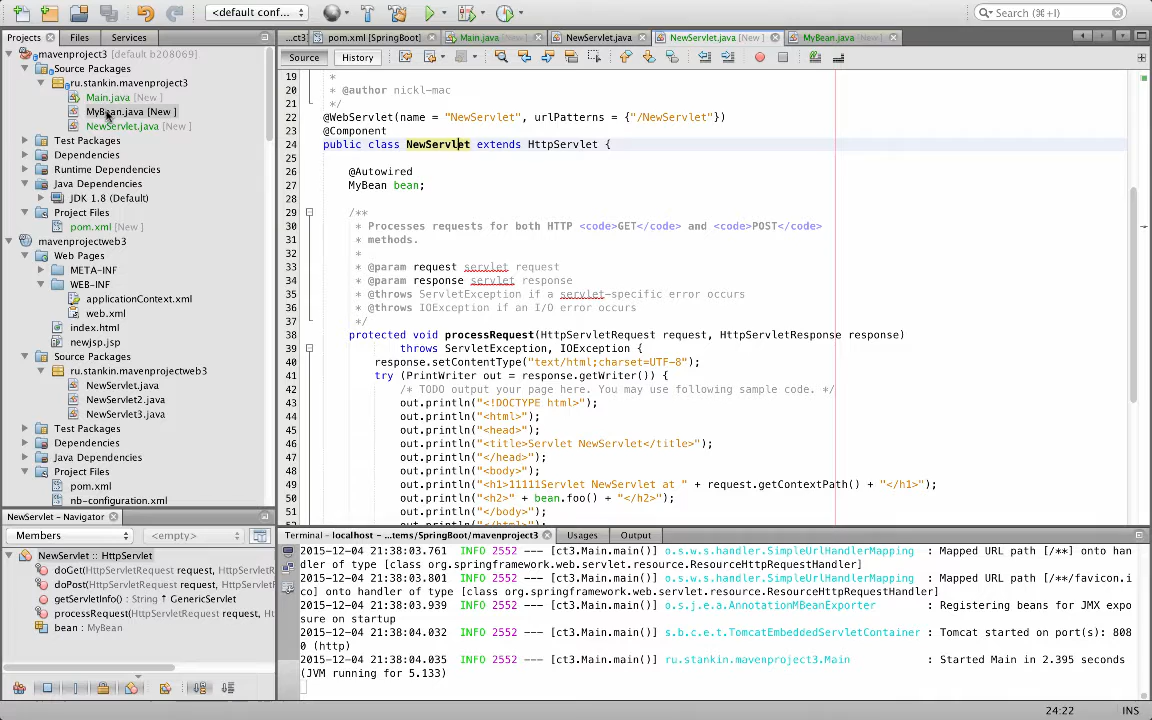 <default conf...
Search (⌘+I)
Projects
Files
Services
...ct3
pom.xml [SpringBoot]
Main.java [New ]
NewServlet.java
NewServlet.java [New ]
MyBean.java [New ]
Source
History
mavenproject3 [default b208069]
Source Packages
ru.stankin.mavenproject3
Main.java [New ]
MyBean.java [New ]
NewServlet.java [New ]
Test Packages
Dependencies
Runtime Dependencies
Java Dependencies
JDK 1.8 (Default)
Project Files
pom.xml [New ]
mavenprojectweb3
Web Pages
META-INF
WEB-INF
applicationContext.xml
web.xml
index.html
newjsp.jsp
Source Packages
ru.stankin.mavenprojectweb3
NewServlet.java
NewServlet2.java
NewServlet3.java
Test Packages
Dependencies
Java Dependencies
Project Files
pom.xml
nb-configuration.xml
19 *
20 * @author nickl-mac
21 */
22 @WebServlet(name = "NewServlet", urlPatterns = {"/NewServlet"})
23 @Component
24 public class NewServlet extends HttpServlet {
25
26 @Autowired
27 MyBean bean;
28
29 /**
30 * Processes requests for both HTTP <code>GET</code> and <code>POST</code>
31 * methods.
32 *
33 * @param request servlet request
34 * @param response servlet response
35 * @throws ServletException if a servlet-specific error occurs
36 * @throws IOException if an I/O error occurs
37 */
38 protected void processRequest(HttpServletRequest request, HttpServletResponse response)
39 throws ServletException, IOException {
40 response.setContentType("text/html;charset=UTF-8");
41 try (PrintWriter out = response.getWriter()) {
42 /* TODO output your page here. You may use following sample code. */
43 out.println("<!DOCTYPE html>");
44 out.println("<html>");
45 out.println("<head>");
46 out.println("<title>Servlet NewServlet</title>");
47 out.println("</head>");
48 out.println("<body>");
49 out.println("<h1>11111Servlet NewServlet at " + request.getContextPath() + "</h1>");
50 out.println("<h2>" + bean.foo() + "</h2>");
51 out.println("</body>");
52 out.println("</html>");
NewServlet - Navigator
Members
<empty>
NewServlet :: HttpServlet
doGet(HttpServletRequest request,
doPost(HttpServletRequest request,
getServletInfo() : String ↑ GenericServlet
processRequest(HttpServletRequest request, Ht
bean : MyBean
Terminal - localhost - ...tems/SpringBoot/mavenproject3
Usages
Output
2015-12-04 21:38:03.761 INFO 2552 --- [ct3.Main.main()] o.s.w.s.handler.SimpleUrlHandlerMapping : Mapped URL path [/**] onto han
dler of type [class org.springframework.web.servlet.resource.ResourceHttpRequestHandler]
2015-12-04 21:38:03.801 INFO 2552 --- [ct3.Main.main()] o.s.w.s.handler.SimpleUrlHandlerMapping : Mapped URL path [/**/favicon.i
co] onto handler of type [class org.springframework.web.servlet.resource.ResourceHttpRequestHandler]
2015-12-04 21:38:03.939 INFO 2552 --- [ct3.Main.main()] o.s.j.e.a.AnnotationMBeanExporter : Registering beans for JMX expo
sure on startup
2015-12-04 21:38:04.032 INFO 2552 --- [ct3.Main.main()] s.b.c.e.t.TomcatEmbeddedServletContainer : Tomcat started on port(s): 808
0 (http)
2015-12-04 21:38:04.035 INFO 2552 --- [ct3.Main.main()] ru.stankin.mavenproject3.Main : Started Main in 2.395 seconds
(JVM running for 5.133)
24:22
INS